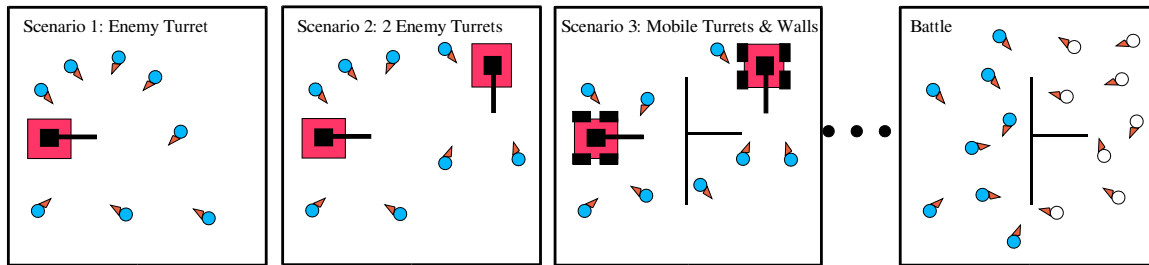 Scenario 1: Enemy Turret
Scenario 2: 2 Enemy Turrets
Scenario 3: Mobile Turrets & Walls
Battle